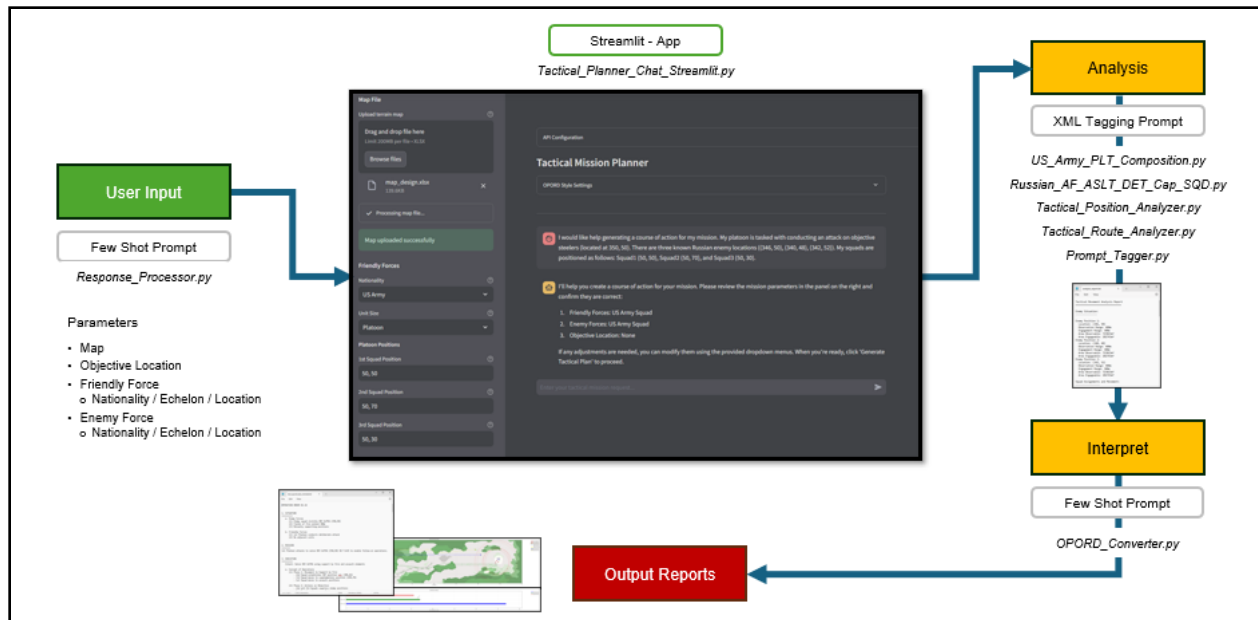 Streamlit - App
Tactical_Planner_Chat_Streamlit.py
User Input
Few Shot Prompt
Response_Processor.py
Parameters
• Map
• Objective Location
• Friendly Force
o Nationality / Echelon / Location
• Enemy Force
o Nationality / Echelon / Location
Map File
Upload terrain map
Drag and drop file here
Limit 200MB per file • XLSX
Browse files
map_design.xlsx
Processing map file...
Map uploaded successfully
Friendly Forces
Nationality
US Army
Unit Size
Platoon
Platoon Positions
1st Squad Position
50, 50
2nd Squad Position
50, 70
3rd Squad Position
50, 30
API Configuration
Tactical Mission Planner
OPORD Style Settings
I would like help generating a course of action for my mission. My platoon is tasked with conducting an attack on objective
steelers (located at 350, 50). There are three known Russian enemy locations ((346, 50), (340, 48), (342, 52)). My squads are
positioned as follows: Squad1 (50, 50), Squad2 (50, 70), and Squad3 (50, 30).
I'll help you create a course of action for your mission. Please review the mission parameters in the panel on the right and
confirm they are correct:
1. Friendly Forces: US Army Squad
2. Enemy Forces: US Army Squad
3. Objective Location: None
If any adjustments are needed, you can modify them using the provided dropdown menus. When you're ready, click 'Generate
Tactical Plan' to proceed.
Enter your tactical mission request
Analysis
XML Tagging Prompt
US_Army_PLT_Composition.py
Russian_AF_ASLT_DET_Cap_SQD.py
Tactical_Position_Analyzer.py
Tactical_Route_Analyzer.py
Prompt_Tagger.py
Interpret
Few Shot Prompt
OPORD_Converter.py
Output Reports